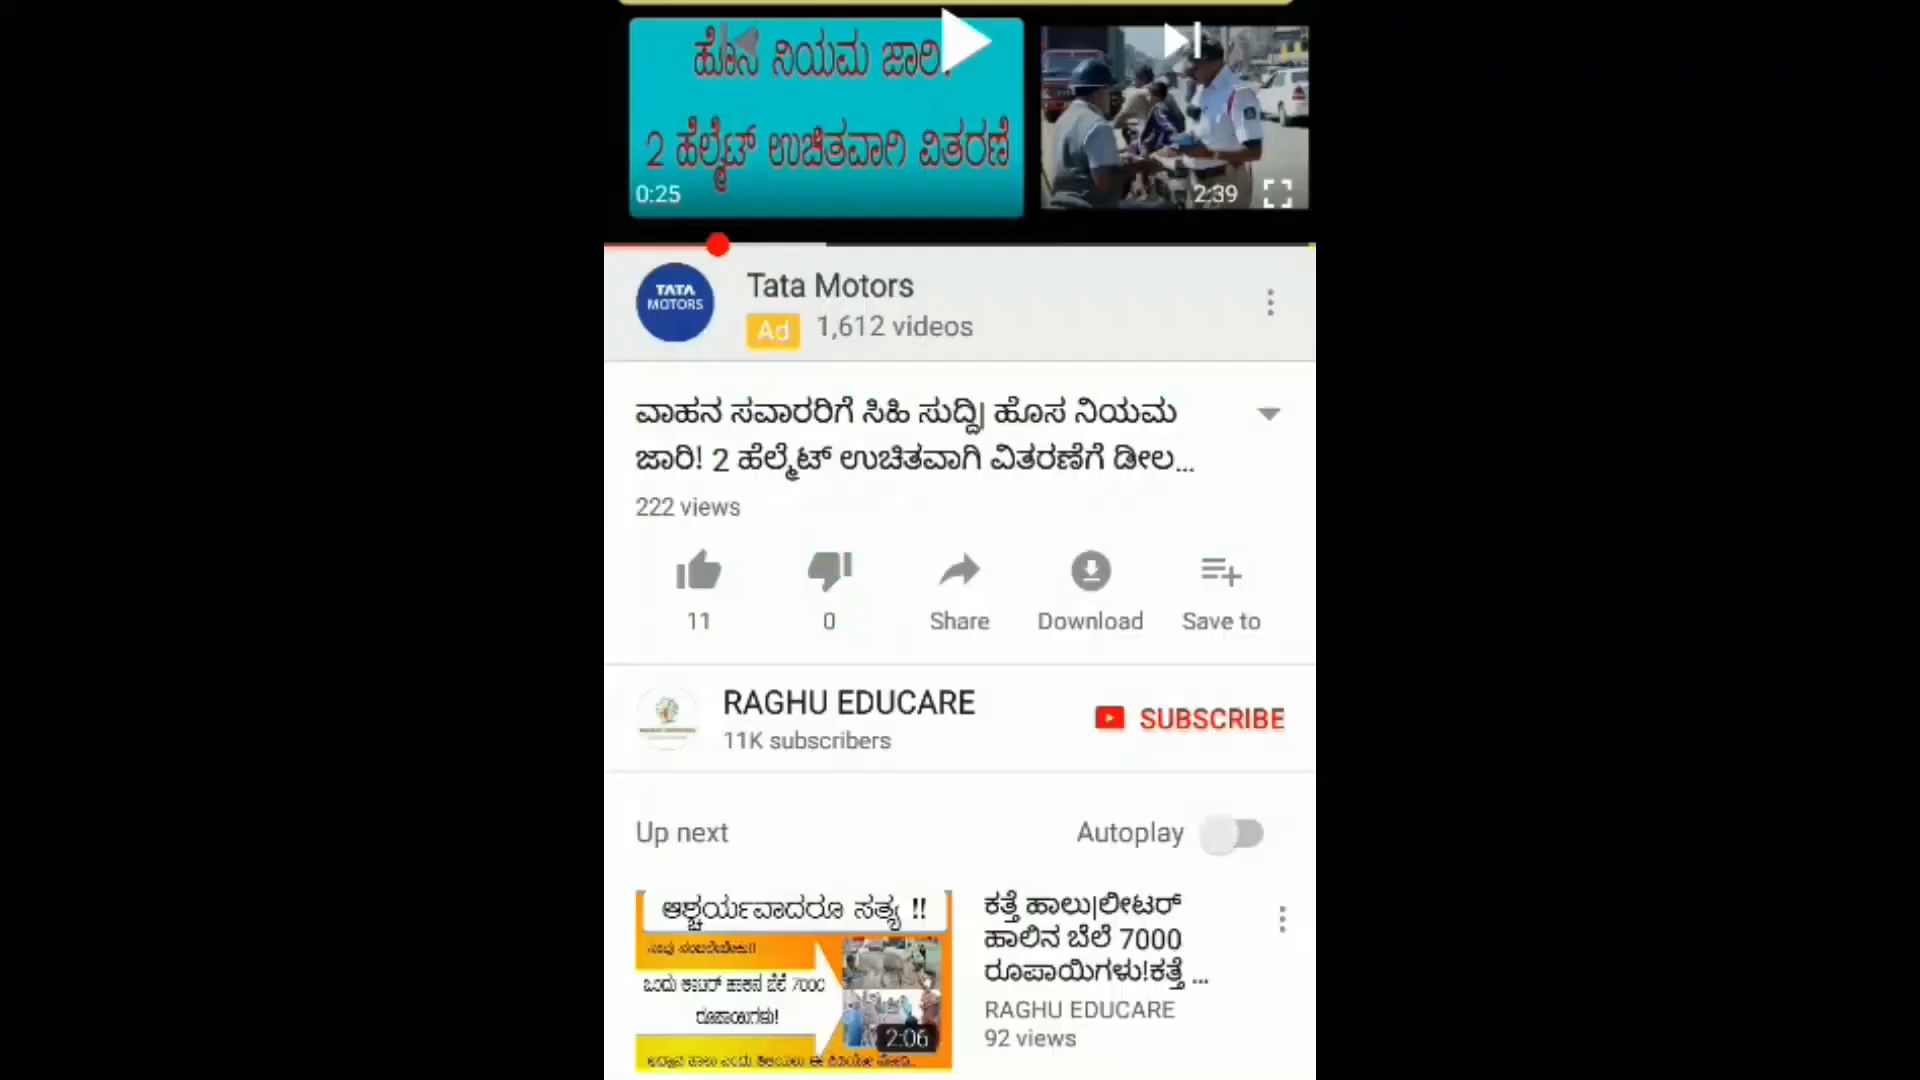 ಹೊಸ ನಿಯಮ ಜಾರಿ.
2 ಹೆಲ್ಮೆಟ್ ಉಚಿತವಾಗಿ ವಿತರಣೆ
0:25
2:39
TATA
MOTORS
Tata Motors
Ad 1,612 videos
ವಾಹನ ಸವಾರರಿಗೆ ಸಿಹಿ ಸುದ್ದಿ| ಹೊಸ ನಿಯಮ
ಜಾರಿ! 2 ಹೆಲ್ಮೆಟ್ ಉಚಿತವಾಗಿ ವಿತರಣೆಗೆ ಡೀಲ...
222 views
11
0
Share
Download
Save to
RAGHU EDUCARE
11K subscribers
SUBSCRIBE
Up next
Autoplay
ಆಶ್ಚರ್ಯವಾದರೂ ಸತ್ಯ !!
ಒಂದು ಲೀಟರ್ ಹಾಲಿನ ಬೆಲೆ 7000
ರೂಪಾಯಿಗಳು!
2:06
ಕತ್ತೆ ಹಾಲು|ಲೀಟರ್
ಹಾಲಿನ ಬೆಲೆ 7000
ರೂಪಾಯಿಗಳು!ಕತ್ತೆ ...
RAGHU EDUCARE
92 views